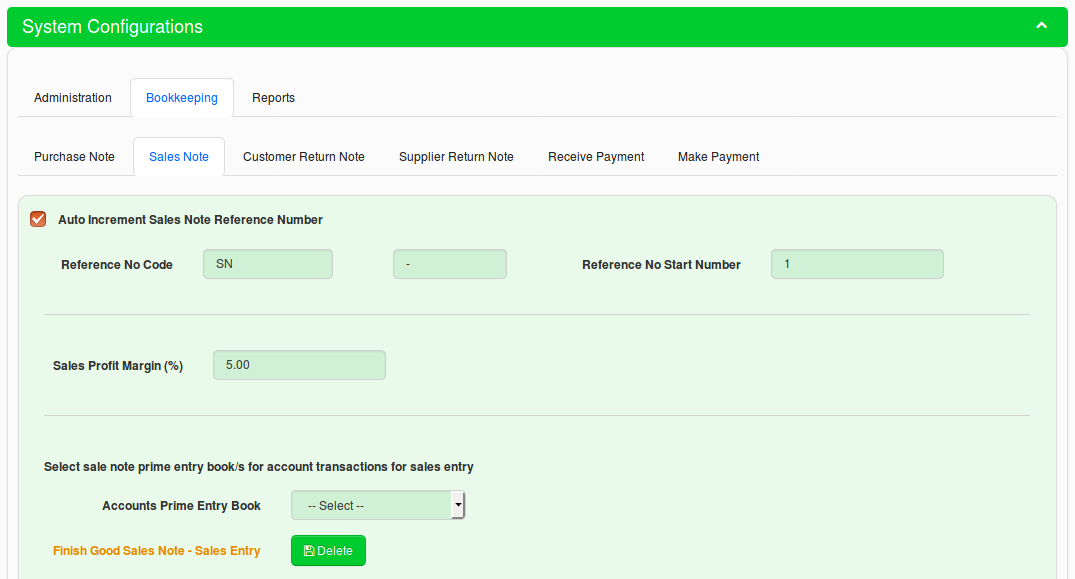 System Configurations
Administration Bookkeeping Reports
Purchase Note Sales Note Customer Return Note Supplier Return Note Receive Payment Make Payment
Auto Increment Sales Note Reference Number
Reference No Code SN - Reference No Start Number 1
Sales Profit Margin (%) 5.00
Select sale note prime entry book/s for account transactions for sales entry
Accounts Prime Entry Book -- Select --
Finish Good Sales Note - Sales Entry Delete